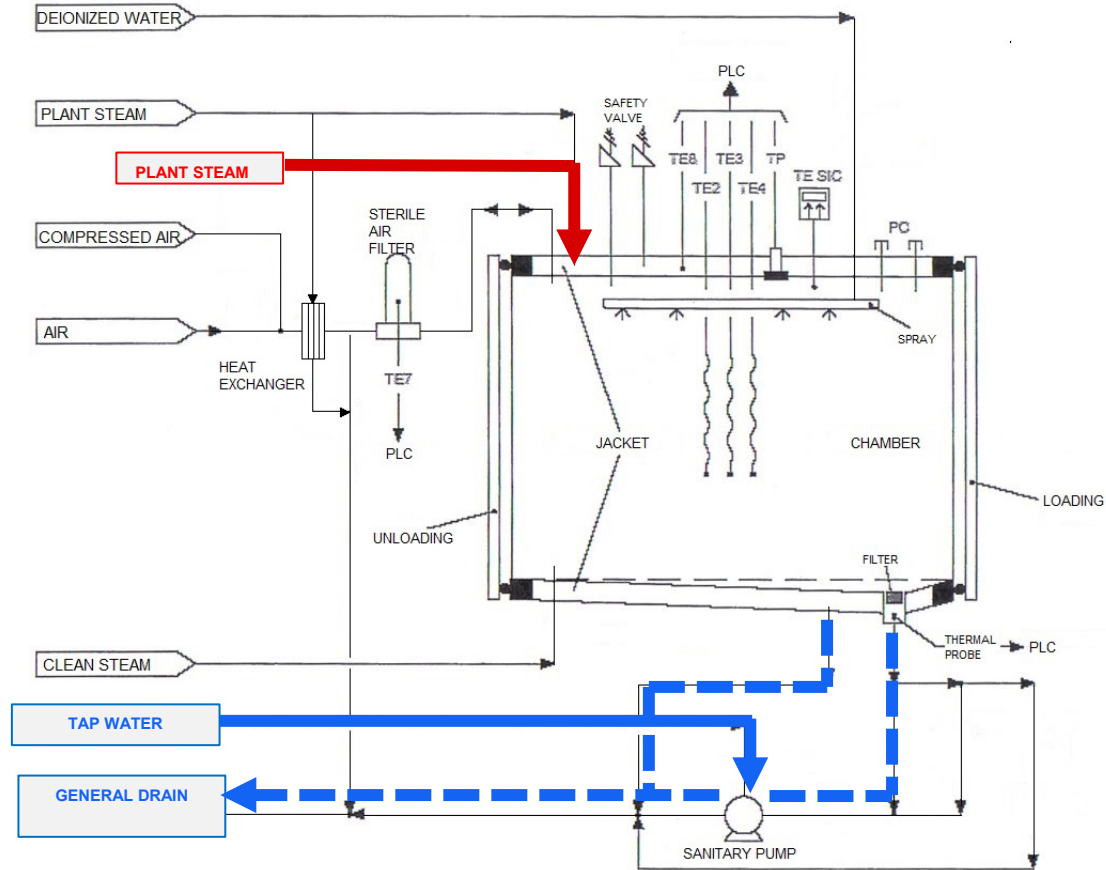 DEIONIZED WATER
PLC
PLANT STEAM
SAFETY
VALVE
PLANT STEAM
TE8
TE3
TP
TE2
TE4
TE SIC
STERILE
AIR
FILTER
COMPRESSED AIR
PC
AIR
SPRAY
HEAT
EXCHANGER
TE7
PLC
JACKET
CHAMBER
LOADING
UNLOADING
FILTER
THERMAL
PROBE
PLC
CLEAN STEAM
TAP WATER
GENERAL DRAIN
SANITARY PUMP